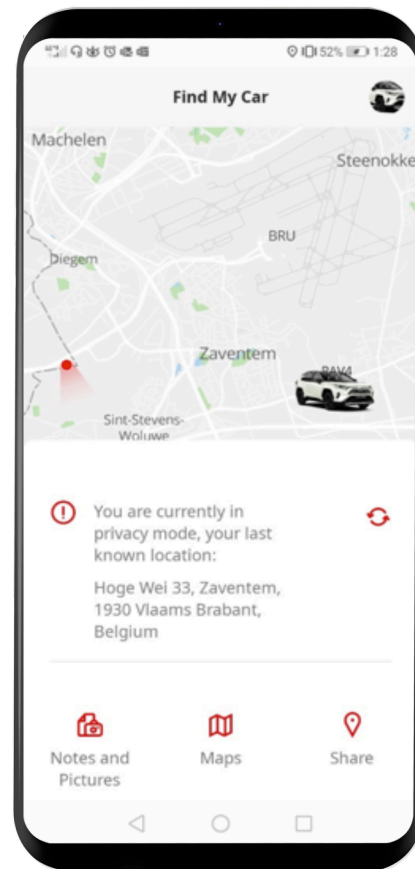 52% 1:28
Find My Car
Machelen
Steenokke
BRU
Diegem
Zaventem
RAV4
Sint-Stevens-
Woluwe
You are currently in
privacy mode, your last
known location:
Hoge Wei 33, Zaventem,
1930 Vlaams Brabant,
Belgium
Notes and
Pictures
Maps
Share